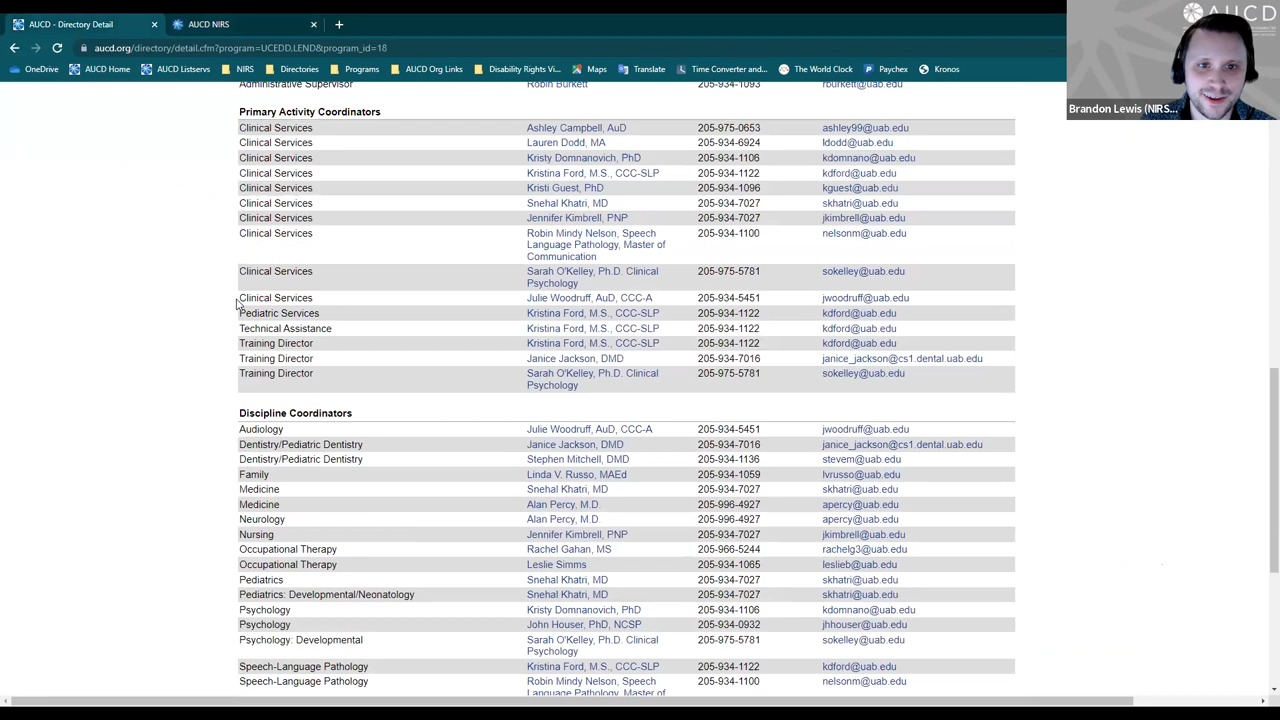 AUCD - Directory Detail
AUCD NIRS
aucd.org/directory/detail.cfm?program=UCEDD.LEND&program_id=18
OneDrive AUCD Home AUCD Listservs NIRS Directories Programs AUCD Org Links Disability Rights Vi... Maps Translate Time Converter and... The World Clock Paychex Kronos
AUCD
Brandon Lewis (NIRS...
Administrative Supervisor Robin Burkett 205-934-1093 rburkett@uab.edu
Primary Activity Coordinators
Clinical Services Ashley Campbell, AuD 205-975-0653 ashley99@uab.edu
Clinical Services Lauren Dodd, MA 205-934-6924 ldodd@uab.edu
Clinical Services Kristy Domnanovich, PhD 205-934-1106 kdomnano@uab.edu
Clinical Services Kristina Ford, M.S., CCC-SLP 205-934-1122 kdford@uab.edu
Clinical Services Kristi Guest, PhD 205-934-1096 kguest@uab.edu
Clinical Services Snehal Khatri, MD 205-934-7027 skhatri@uab.edu
Clinical Services Jennifer Kimbrell, PNP 205-934-7027 jkimbrell@uab.edu
Clinical Services Robin Mindy Nelson, Speech 205-934-1100 nelsonm@uab.edu
Language Pathology, Master of
Communication
Clinical Services Sarah O'Kelley, Ph.D. Clinical 205-975-5781 sokelley@uab.edu
Psychology
Clinical Services Julie Woodruff, AuD, CCC-A 205-934-5451 jwoodruff@uab.edu
Pediatric Services Kristina Ford, M.S., CCC-SLP 205-934-1122 kdford@uab.edu
Technical Assistance Kristina Ford, M.S., CCC-SLP 205-934-1122 kdford@uab.edu
Training Director Kristina Ford, M.S., CCC-SLP 205-934-1122 kdford@uab.edu
Training Director Janice Jackson, DMD 205-934-7016 janice_jackson@cs1.dental.uab.edu
Training Director Sarah O'Kelley, Ph.D. Clinical 205-975-5781 sokelley@uab.edu
Psychology
Discipline Coordinators
Audiology Julie Woodruff, AuD, CCC-A 205-934-5451 jwoodruff@uab.edu
Dentistry/Pediatric Dentistry Janice Jackson, DMD 205-934-7016 janice_jackson@cs1.dental.uab.edu
Dentistry/Pediatric Dentistry Stephen Mitchell, DMD 205-934-1136 stevem@uab.edu
Family Linda V. Russo, MAEd 205-934-1059 lvrusso@uab.edu
Medicine Snehal Khatri, MD 205-934-7027 skhatri@uab.edu
Medicine Alan Percy, M.D. 205-996-4927 apercy@uab.edu
Neurology Alan Percy, M.D. 205-996-4927 apercy@uab.edu
Nursing Jennifer Kimbrell, PNP 205-934-7027 jkimbrell@uab.edu
Occupational Therapy Rachel Gahan, MS 205-966-5244 rachelg3@uab.edu
Occupational Therapy Leslie Simms 205-934-1065 leslieb@uab.edu
Pediatrics Snehal Khatri, MD 205-934-7027 skhatri@uab.edu
Pediatrics: Developmental/Neonatology Snehal Khatri, MD 205-934-7027 skhatri@uab.edu
Psychology Kristy Domnanovich, PhD 205-934-1106 kdomnano@uab.edu
Psychology John Houser, PhD, NCSP 205-934-0932 jhhouser@uab.edu
Psychology: Developmental Sarah O'Kelley, Ph.D. Clinical 205-975-5781 sokelley@uab.edu
Psychology
Speech-Language Pathology Kristina Ford, M.S., CCC-SLP 205-934-1122 kdford@uab.edu
Speech-Language Pathology Robin Mindy Nelson, Speech 205-934-1100 nelsonm@uab.edu
Language Pathology, Master of